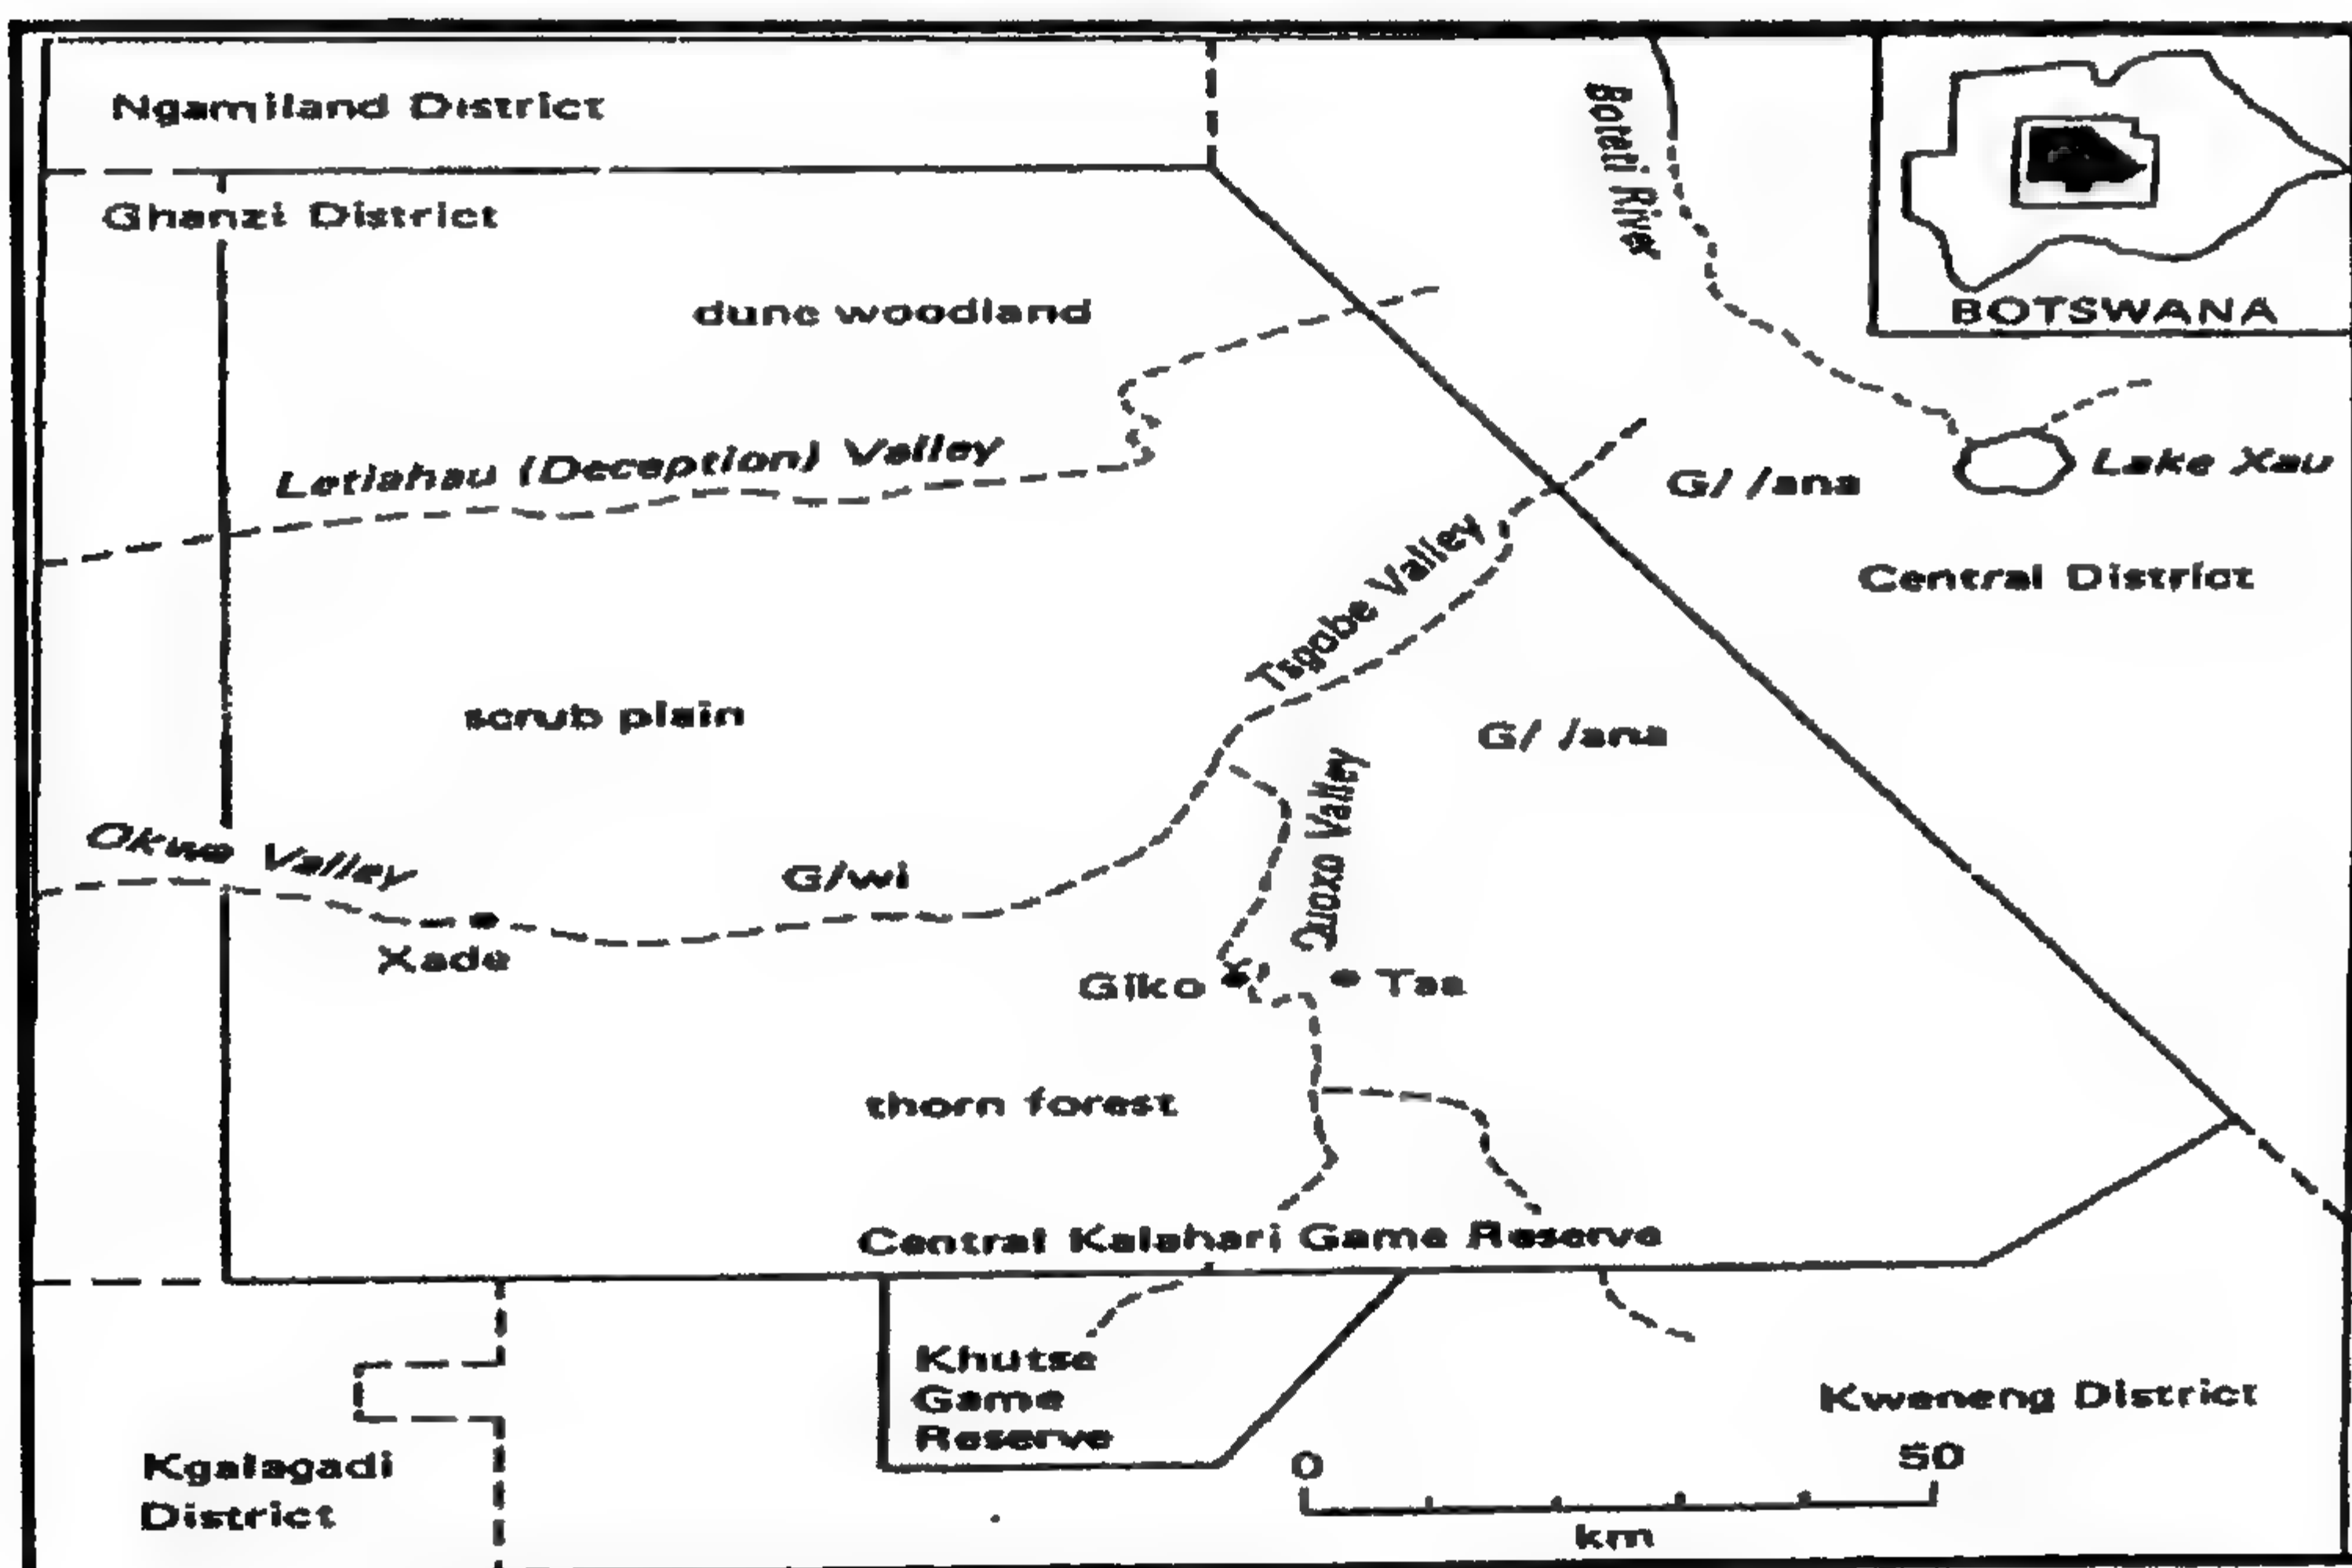 Ngamiland District
Boteti River
BOTSWANA
Ghanzi District
dune woodland
Letiahau (Deception) Valley
G/ /ana
Lake Xau
Tsgobe Valley
Central District
scrub plain
G/ /ana
Okwa Valley
G/wi
Quoxo Valley
Xade
Giko
Taa
thorn forest
Central Kalahari Game Reserve
Khutse
Game
Reserve
Kweneng District
Kgalagadi
District
0
50
km